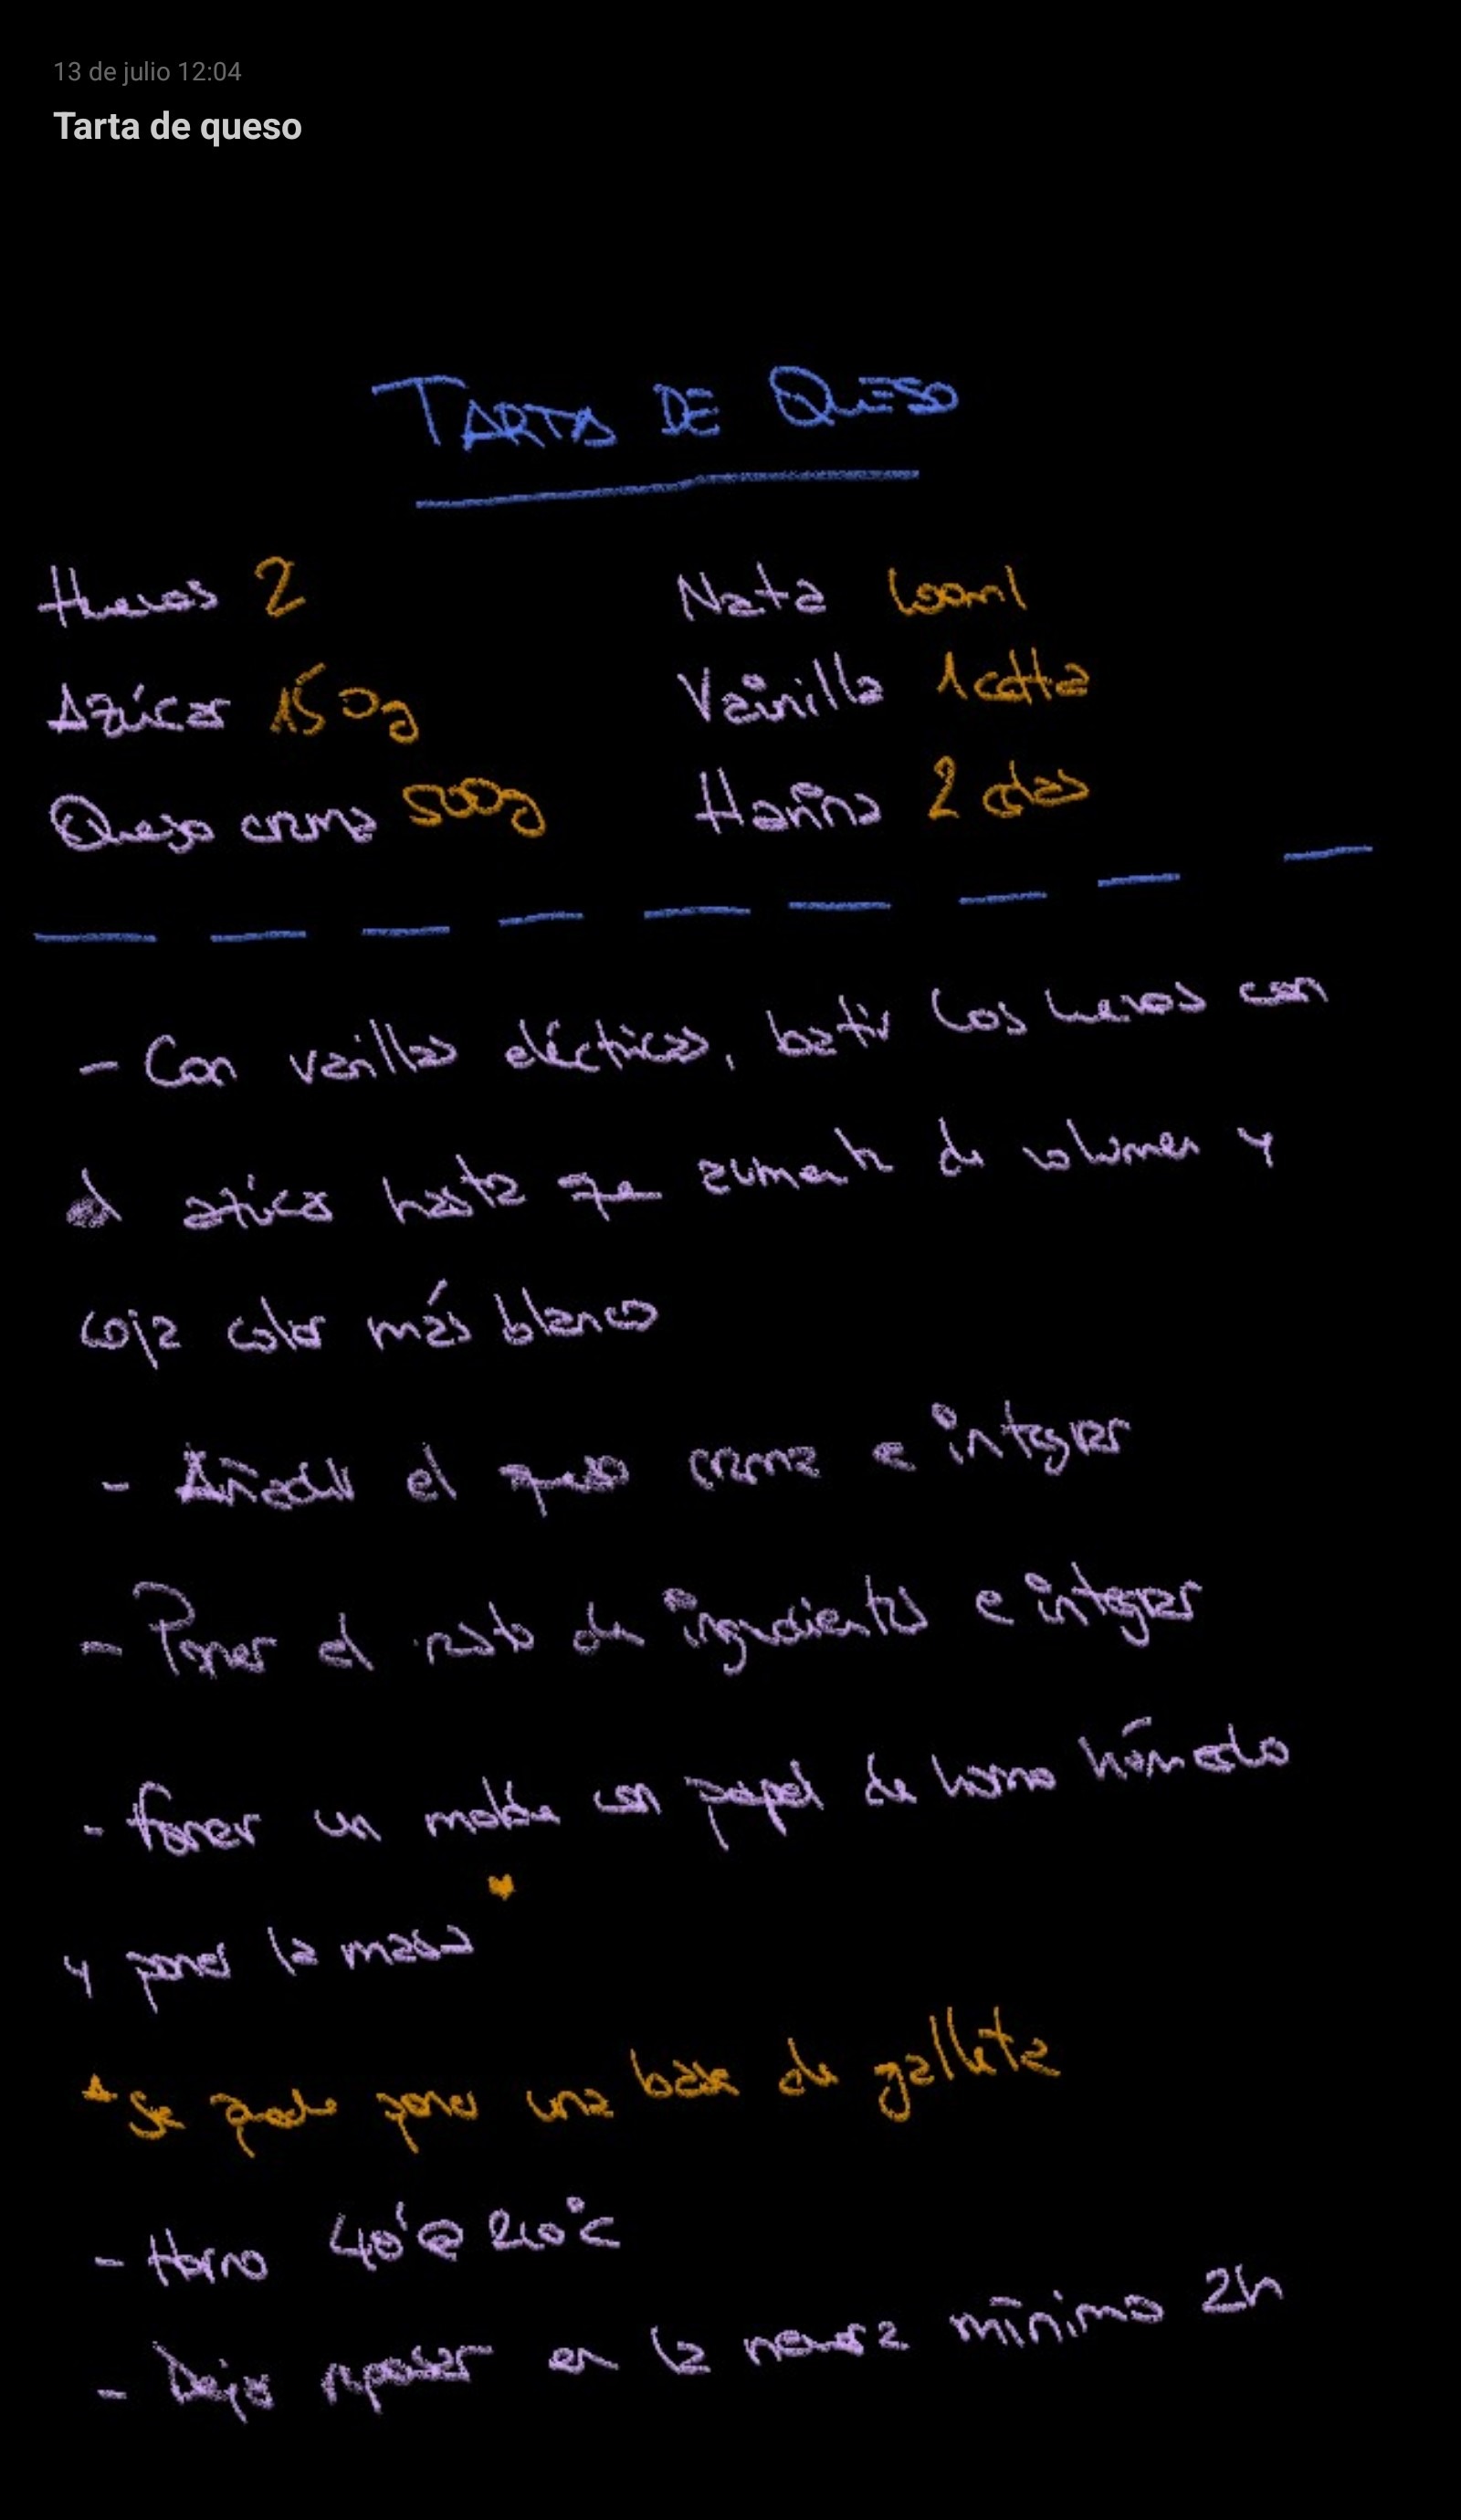 13 de julio 12:04
Tarta de queso
TARTA DE QUESO
Huevos 2 Nata 100ml
Azúcar 150g Vainilla 1 cdtta
Queso crema 500g Harina 2 cdas
- Con varillas eléctricas, batir los huevos con
el azúcar hasta que aumente de volumen y
coja color más blanco
- Añadir el queso crema e integrar
- Poner el resto de ingredientes e integrar
- Forrar un molde con papel de horno húmedo
y poner la masa *
* Se puede poner una base de galleta
- Horno 40' @ 210°C
- Dejar reposar en la nevera mínimo 2h